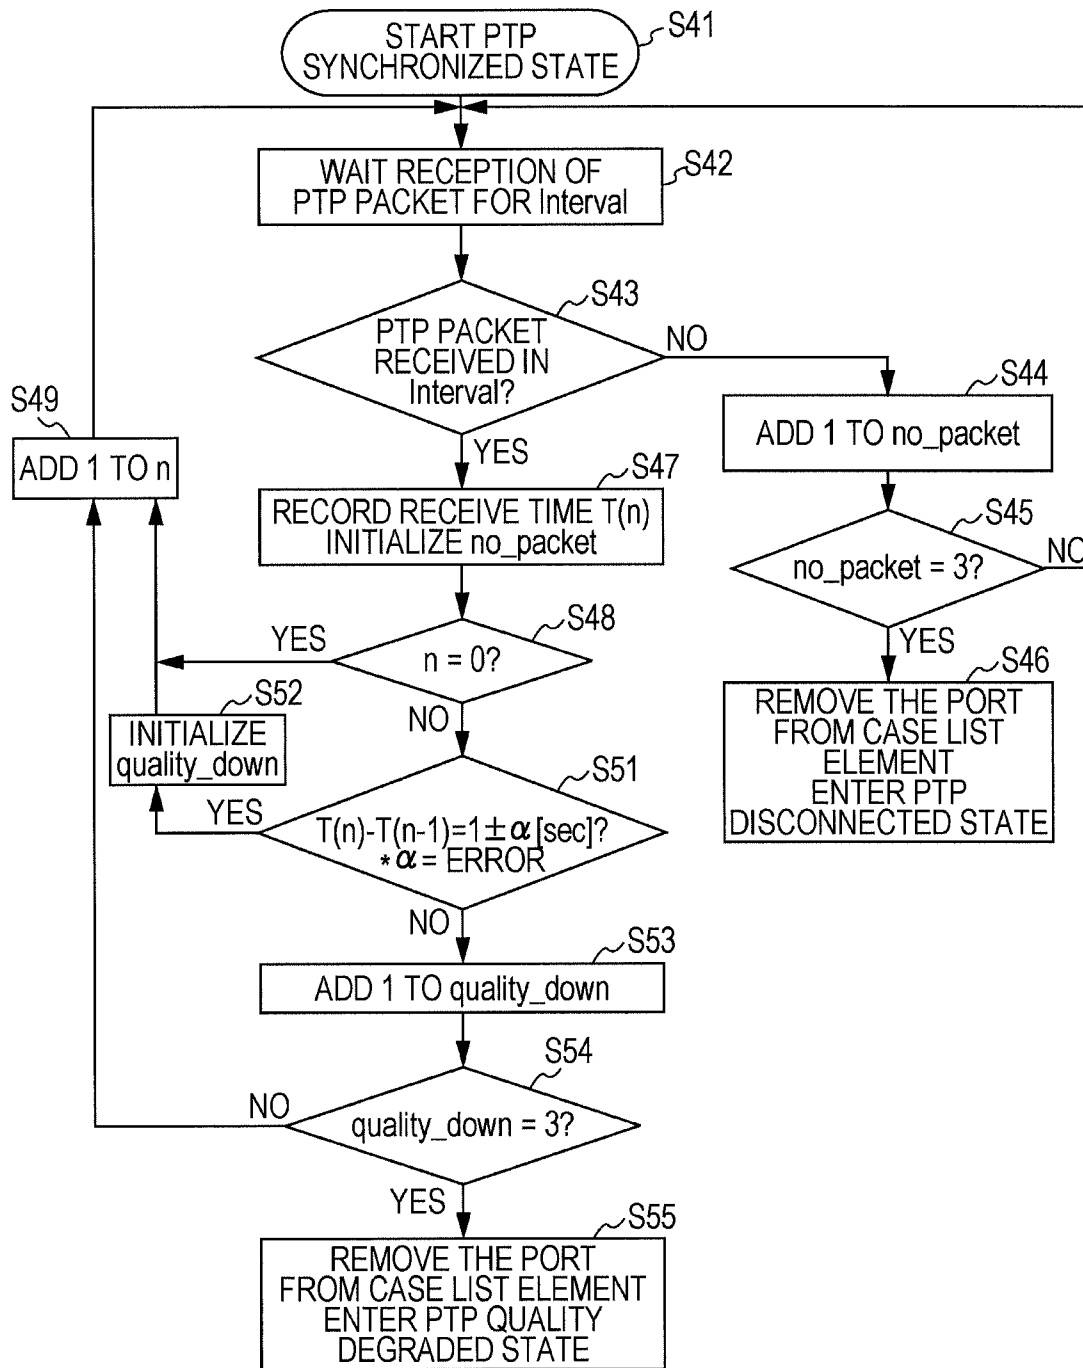 START PTP
SYNCHRONIZED STATE
S41
WAIT RECEPTION OF
PTP PACKET FOR Interval
S42
PTP PACKET
RECEIVED IN
Interval?
S43
NO
YES
S44
ADD 1 TO no_packet
S45
no_packet = 3?
NO
YES
S46
REMOVE THE PORT
FROM CASE LIST
ELEMENT
ENTER PTP
DISCONNECTED STATE
S47
RECORD RECEIVE TIME T(n)
INITIALIZE no_packet
S48
n = 0?
YES
NO
S49
ADD 1 TO n
S52
INITIALIZE
quality_down
S51
T(n)-T(n-1)=1±α[sec]?
*α= ERROR
YES
NO
S53
ADD 1 TO quality_down
S54
quality_down = 3?
NO
YES
S55
REMOVE THE PORT
FROM CASE LIST ELEMENT
ENTER PTP QUALITY
DEGRADED STATE